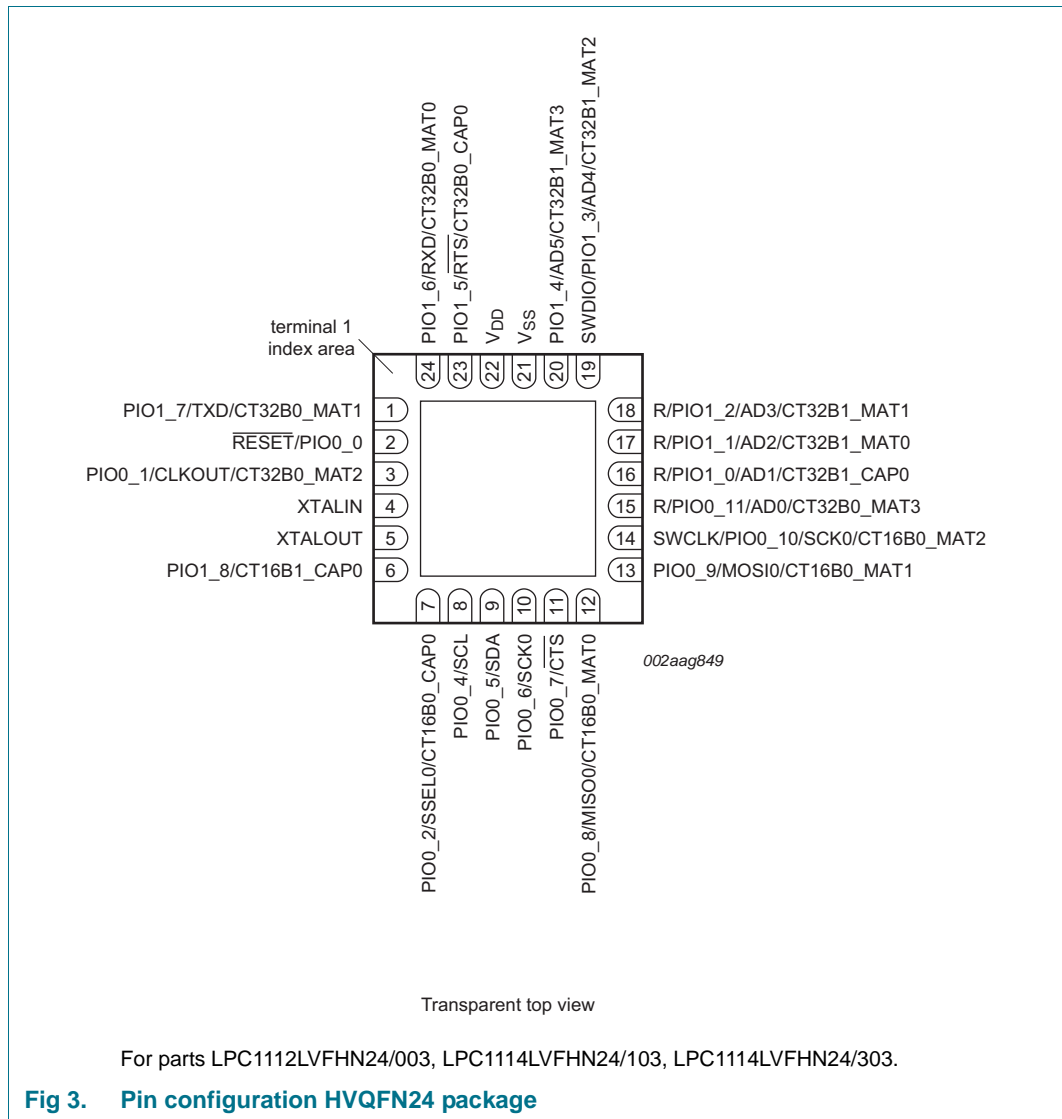 PIO1_6/RXD/CT32B0_MAT0
PIO1_5/RTS/CT32B0_CAP0
VDD
VSS
PIO1_4/AD5/CT32B1_MAT3
SWDIO/PIO1_3/AD4/CT32B1_MAT2
terminal 1
index area
24 23 22 21 20 19
PIO1_7/TXD/CT32B0_MAT1 1
RESET/PIO0_0 2
PIO0_1/CLKOUT/CT32B0_MAT2 3
XTALIN 4
XTALOUT 5
PIO1_8/CT16B1_CAP0 6
18 R/PIO1_2/AD3/CT32B1_MAT1
17 R/PIO1_1/AD2/CT32B1_MAT0
16 R/PIO1_0/AD1/CT32B1_CAP0
15 R/PIO0_11/AD0/CT32B0_MAT3
14 SWCLK/PIO0_10/SCK0/CT16B0_MAT2
13 PIO0_9/MOSI0/CT16B0_MAT1
7 8 9 10 11 12
PIO0_2/SSEL0/CT16B0_CAP0
PIO0_4/SCL
PIO0_5/SDA
PIO0_6/SCK0
PIO0_7/CTS
PIO0_8/MISO0/CT16B0_MAT0
002aag849
Transparent top view
For parts LPC1112LVFHN24/003, LPC1114LVFHN24/103, LPC1114LVFHN24/303.
Fig 3. Pin configuration HVQFN24 package